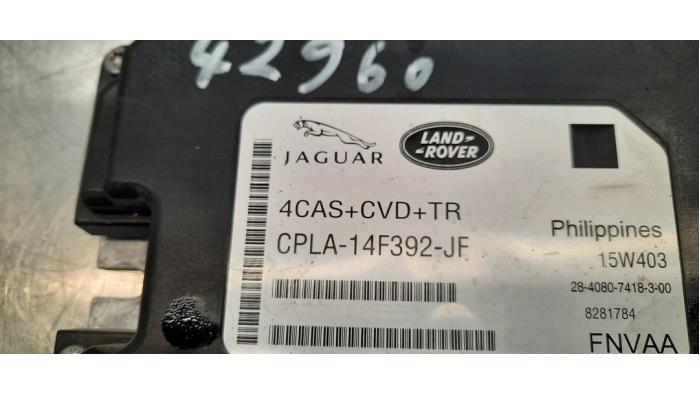 42960
JAGUAR
LAND-
-ROVER
4CAS+CVD+TR
CPLA-14F392-JF
Philippines
15W403
28-4080-7418-3-00
8281784
FNVAA